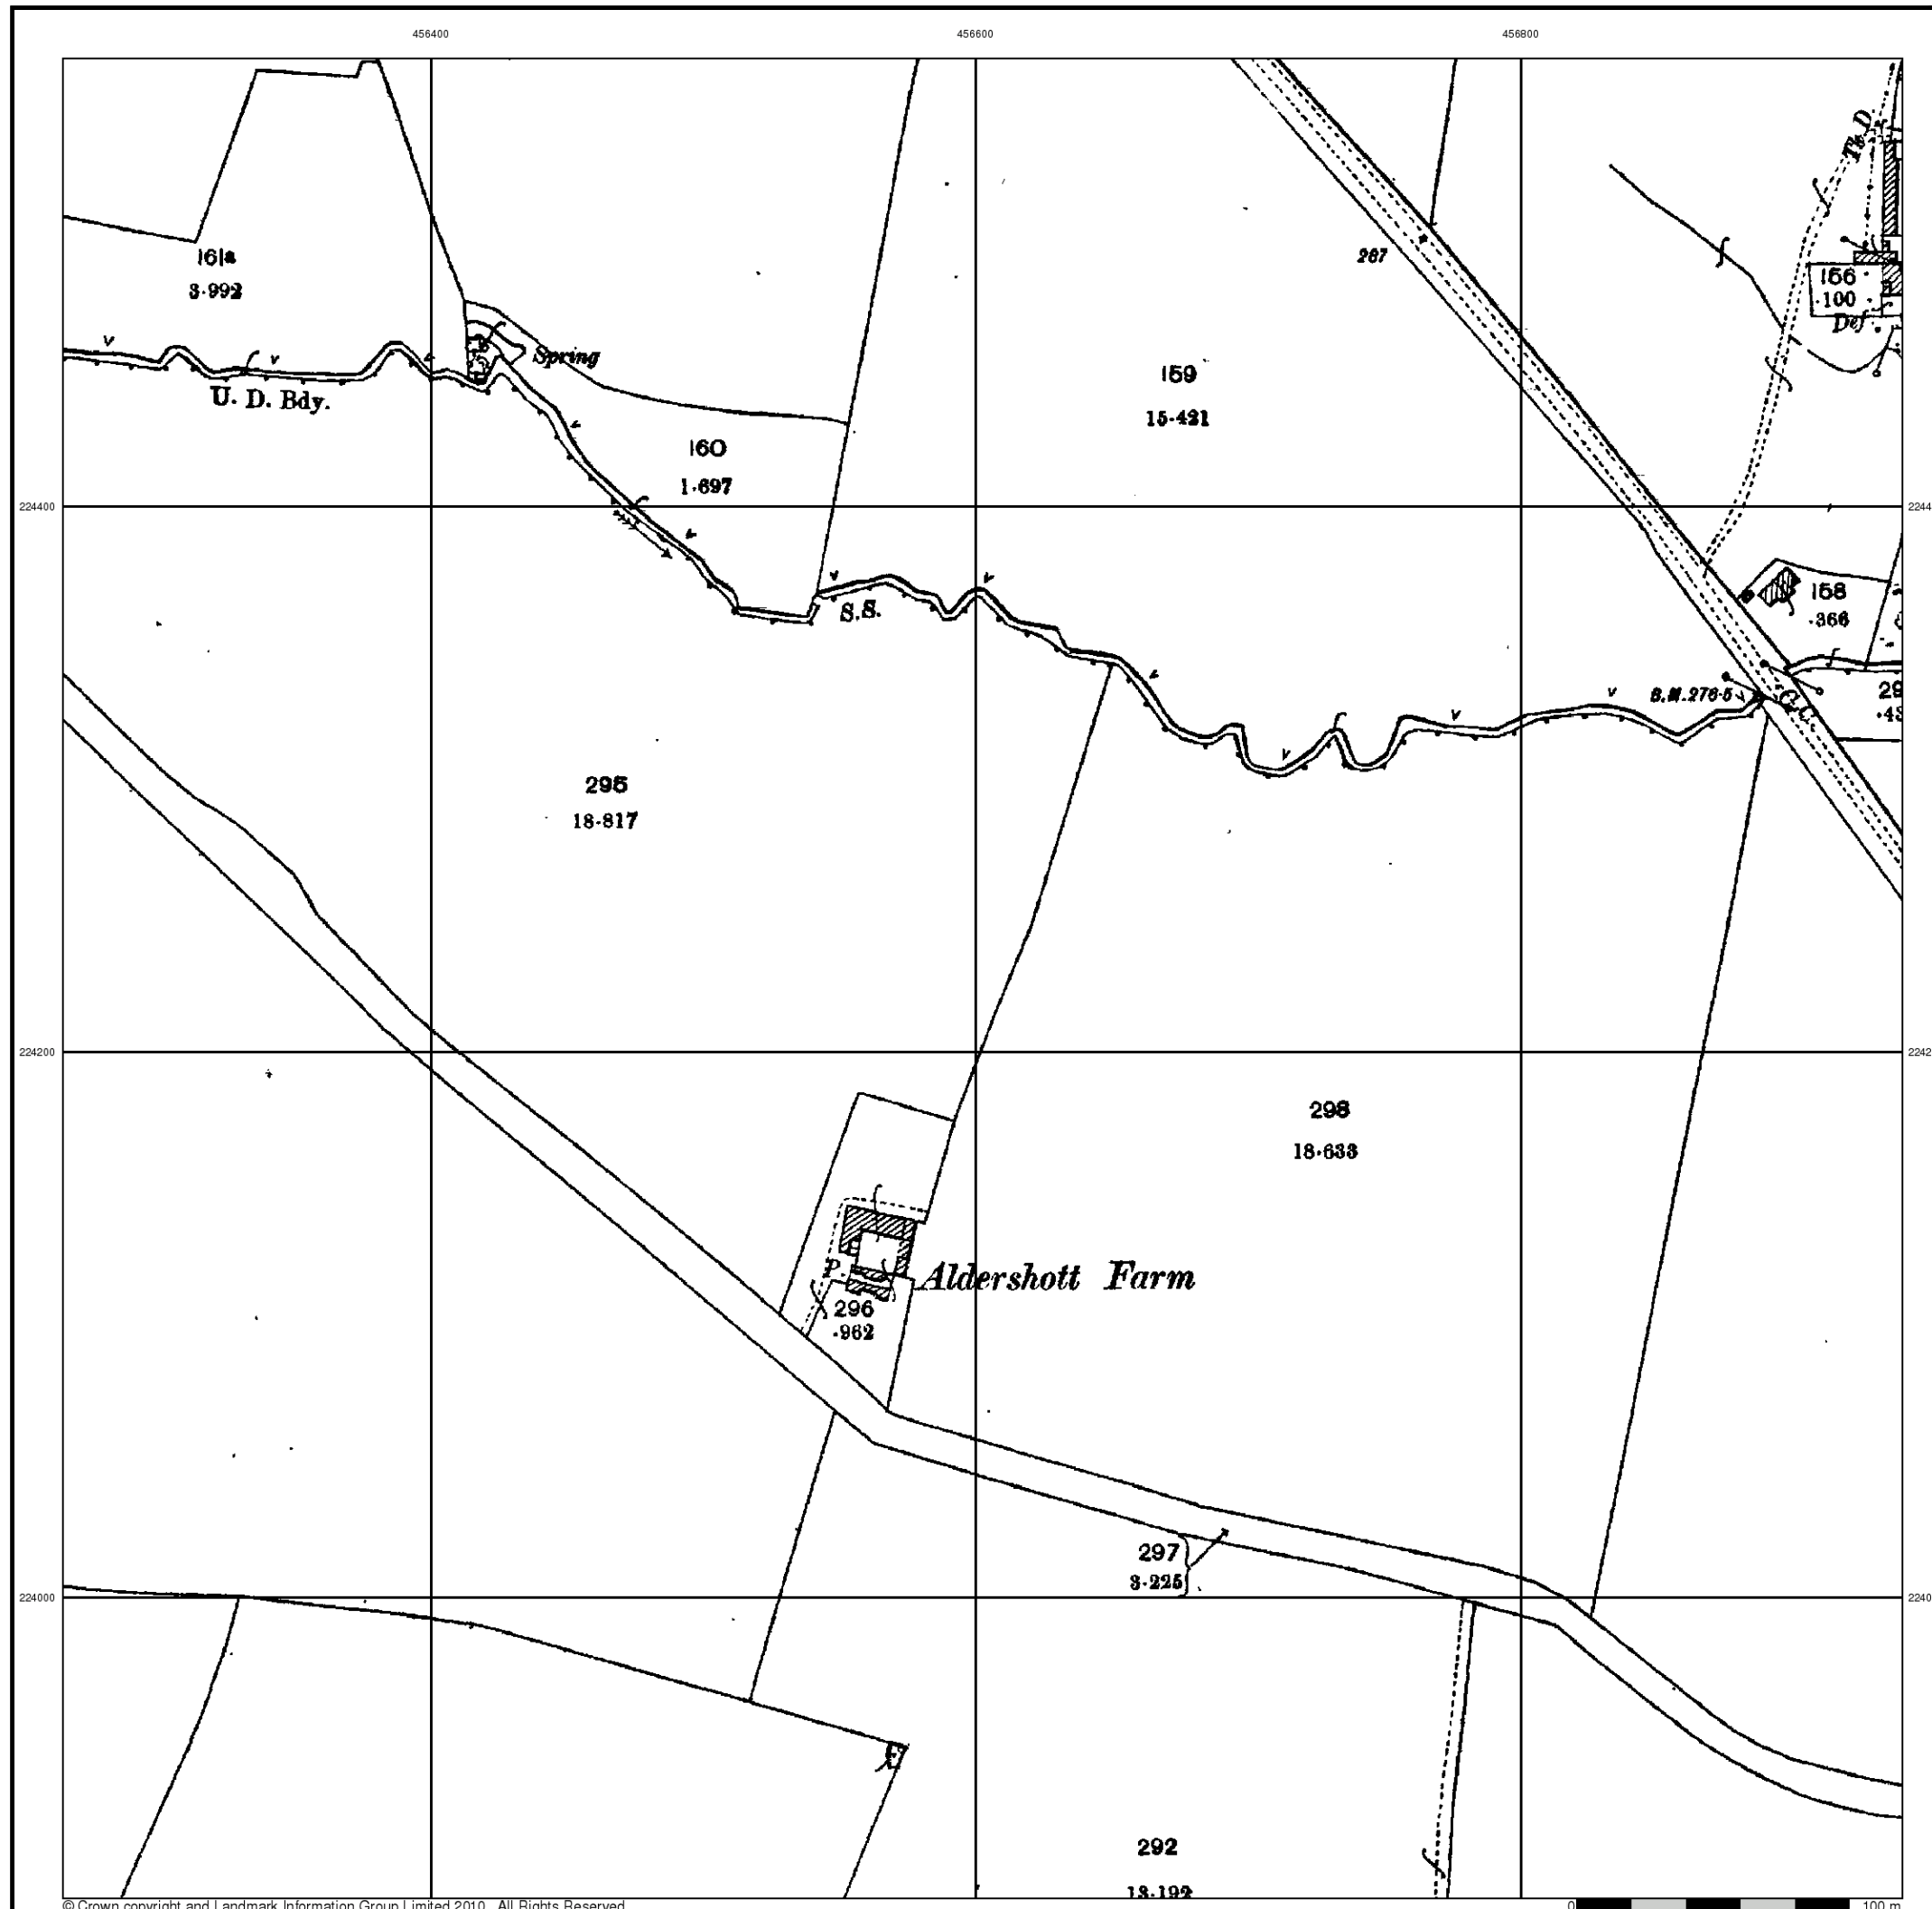 456400 456600 456800
Tk. D.
161a
3·992
287
156
·100
Def
Spring
U. D. Bdy.
159
15·421
160
1·697
224400
S.S.
158
·366
B.M.276·5
C.C.
295
18·817
224200
298
18·633
P.
Aldershott Farm
296
·962
297
3·225
224000
292
13·192
© Crown copyright and Landmark Information Group Limited 2010. All Rights Reserved.
0 100 m